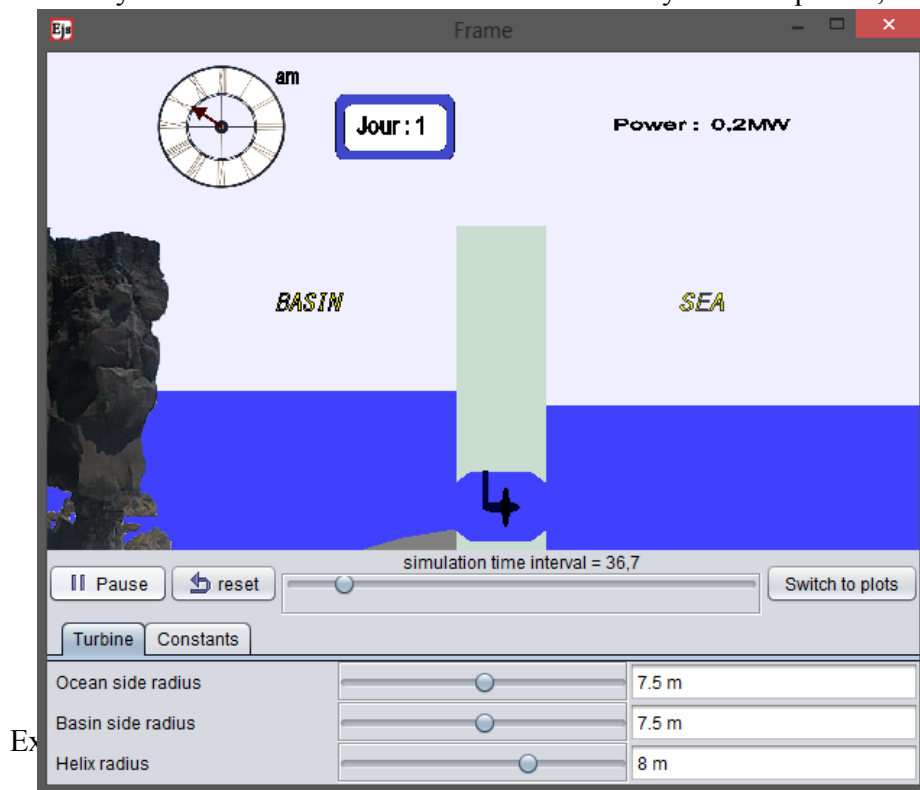 Ejs Frame
am
Jour : 1
Power : 0,2MW
BASIN
SEA
simulation time interval = 36,7
Pause reset Switch to plots
Turbine Constants
Ocean side radius 7.5 m
Basin side radius 7.5 m
Ex
Helix radius 8 m